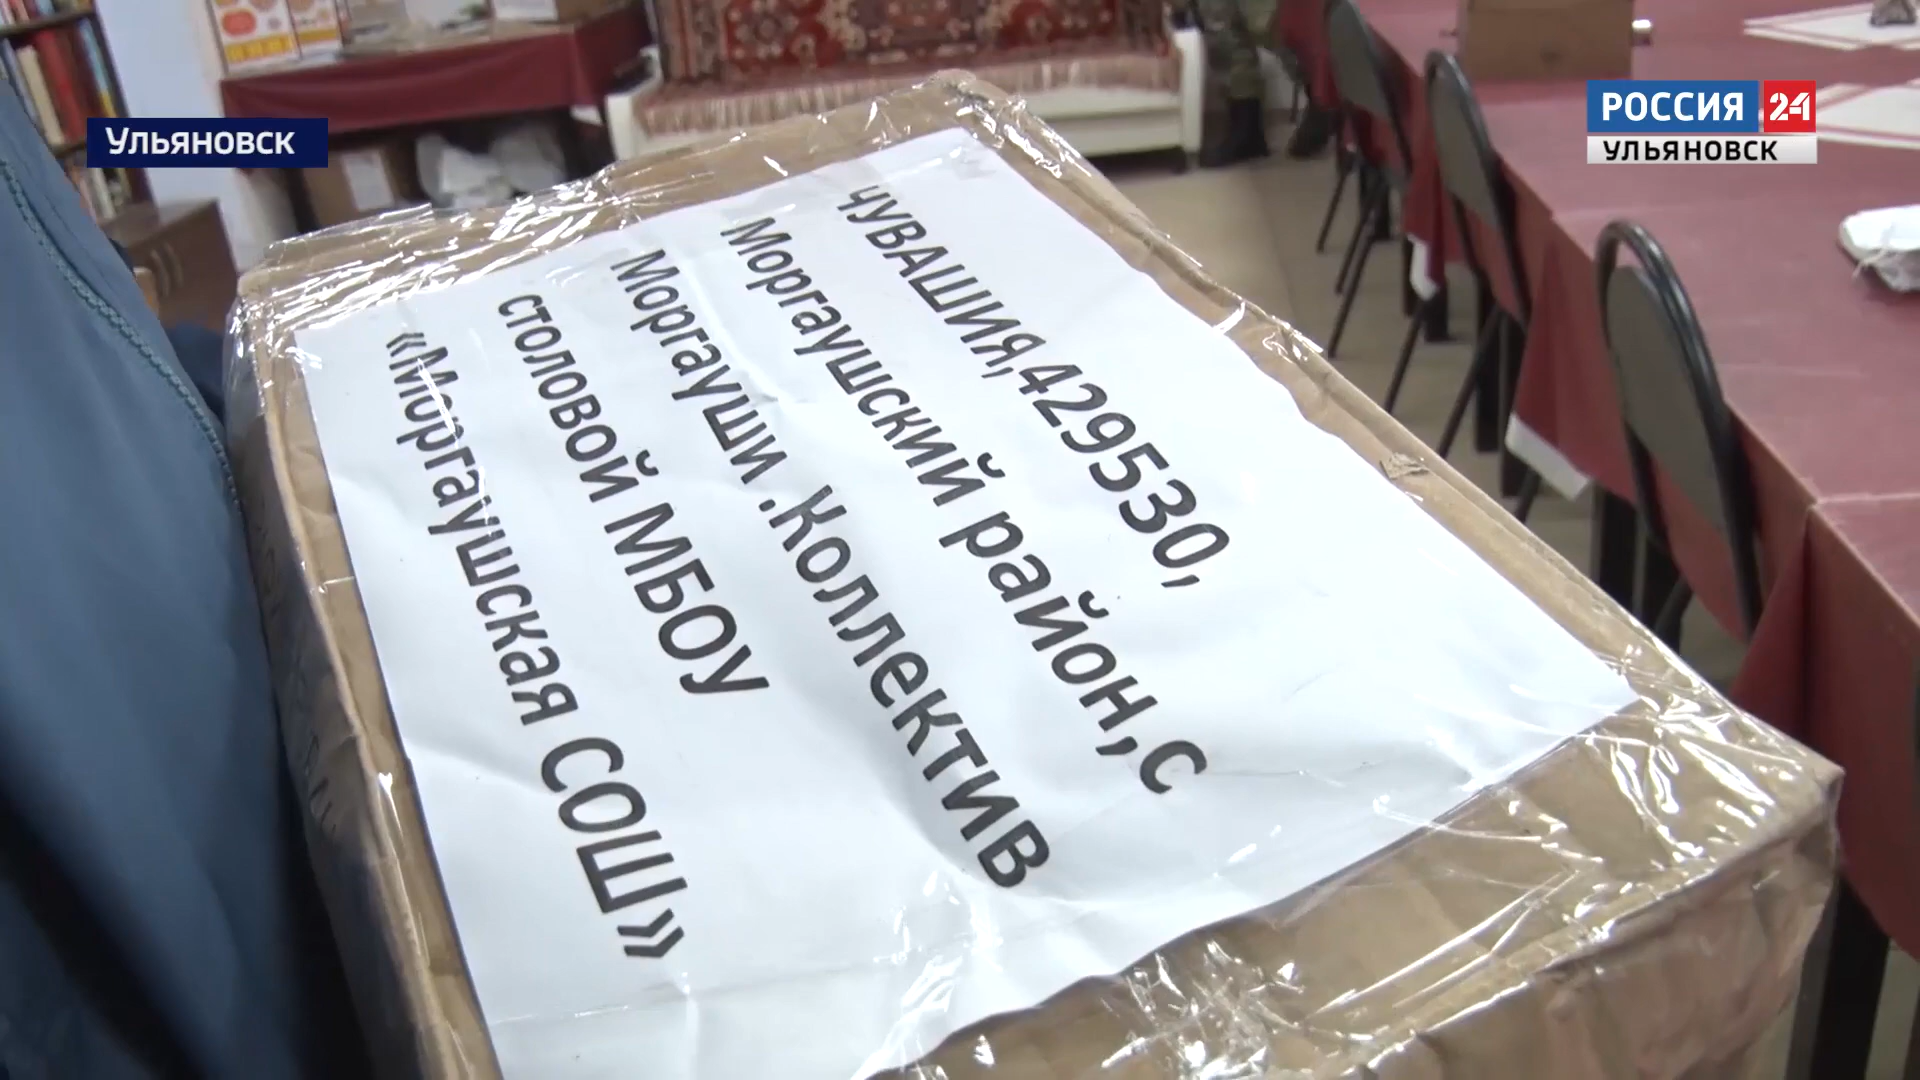 Ульяновск
РОССИЯ 24
УЛЬЯНОВСК
ЧУВАШИЯ,429530,
Моргаушский район,с
Моргауши .Коллектив
столовой МБОУ
«Моргаушская СОШ»